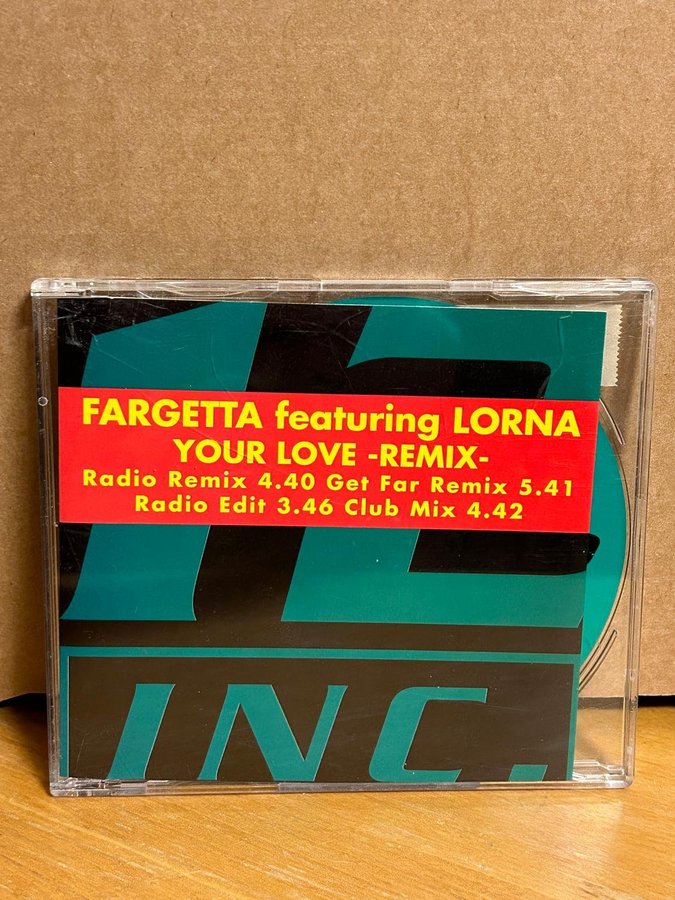 12
FARGETTA featuring LORNA
YOUR LOVE -REMIX-
Radio Remix 4.40 Get Far Remix 5.41
Radio Edit 3.46 Club Mix 4.42
INC.